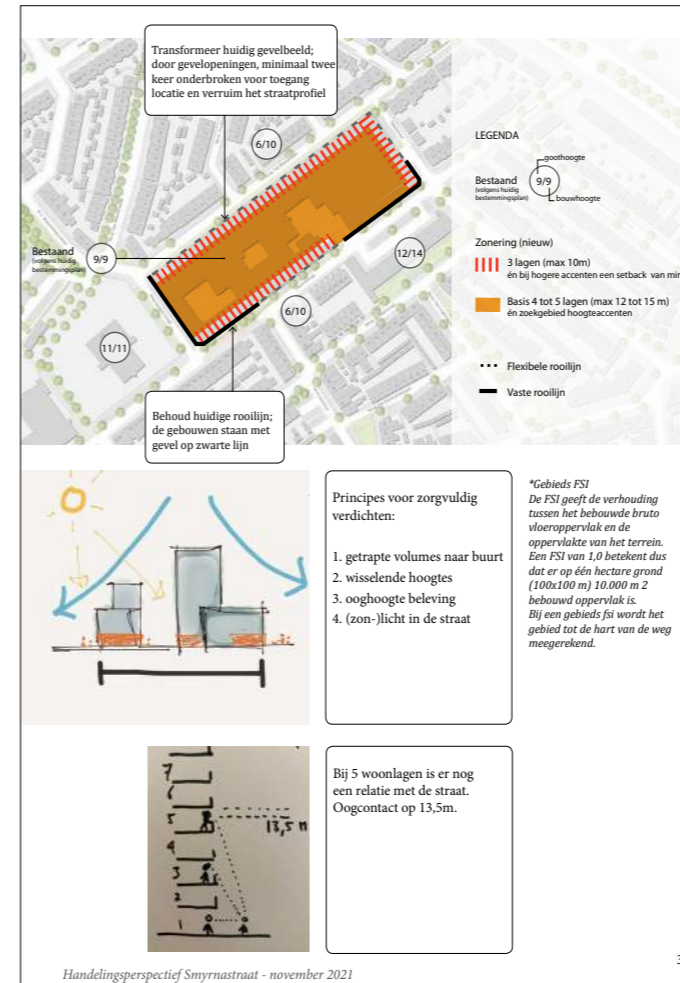 Transformeer huidig gevelbeeld;
door gevelopeningen, minimaal twee
keer onderbroken voor toegang
locatie en verruim het straatprofiel
6/10
Bestaand
(volgens huidig
bestemmingsplan)
9/9
12/14
6/10
11/11
Behoud huidige rooilijn;
de gebouwen staan met
gevel op zwarte lijn
LEGENDA
goothoogte
Bestaand
(volgens huidig
bestemmingsplan)
9/9
bouwhoogte
Zonering (nieuw)
3 lagen (max 10m)
én bij hogere accenten een setback van min
Basis 4 tot 5 lagen (max 12 tot 15 m)
én zoekgebied hoogteaccenten
Flexibele rooilijn
Vaste rooilijn
Principes voor zorgvuldig
verdichten:
1. getrapte volumes naar buurt
2. wisselende hoogtes
3. ooghoogte beleving
4. (zon-)licht in de straat
*Gebieds FSI
De FSI geeft de verhouding
tussen het bebouwde bruto
vloeroppervlak en de
oppervlakte van het terrein.
Een FSI van 1,0 betekent dus
dat er op één hectare grond
(100x100 m) 10.000 m 2
bebouwd oppervlak is.
Bij een gebieds fsi wordt het
gebied tot de hart van de weg
meegerekend.
7
6
5
13,5 m
4
3
2
1
Bij 5 woonlagen is er nog
een relatie met de straat.
Oogcontact op 13,5m.
Handelingsperspectief Smyrnastraat - november 2021
3